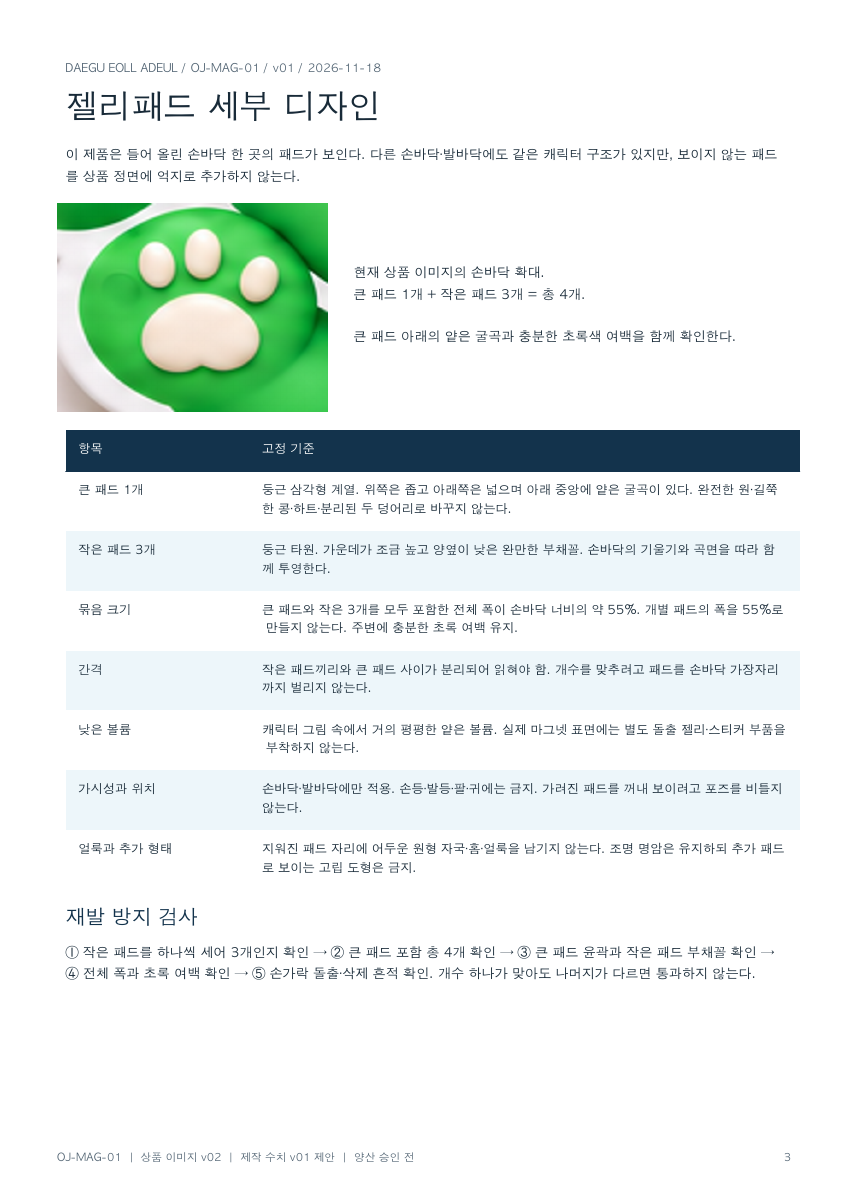 DAEGU EOLL ADEUL / OJ-MAG-01 / v01 / 2026-11-18
젤리패드 세부 디자인
이 제품은 들어 올린 손바닥 한 곳의 패드가 보인다. 다른 손바닥·발바닥에도 같은 캐릭터 구조가 있지만, 보이지 않는 패드
를 상품 정면에 억지로 추가하지 않는다.
현재 상품 이미지의 손바닥 확대.
큰 패드 1개 + 작은 패드 3개 = 총 4개.
큰 패드 아래의 얕은 굴곡과 충분한 초록색 여백을 함께 확인한다.
항목 고정 기준
큰 패드 1개 둥근 삼각형 계열. 위쪽은 좁고 아래쪽은 넓으며 아래 중앙에 얕은 굴곡이 있다. 완전한 원·길쭉
한 콩·하트·분리된 두 덩어리로 바꾸지 않는다.
작은 패드 3개 둥근 타원. 가운데가 조금 높고 양옆이 낮은 완만한 부채꼴. 손바닥의 기울기와 곡면을 따라 함
께 투영한다.
묶음 크기 큰 패드와 작은 3개를 모두 포함한 전체 폭이 손바닥 너비의 약 55%. 개별 패드의 폭을 55%로
만들지 않는다. 주변에 충분한 초록 여백 유지.
간격 작은 패드끼리와 큰 패드 사이가 분리되어 읽혀야 함. 개수를 맞추려고 패드를 손바닥 가장자리
까지 벌리지 않는다.
낮은 볼륨 캐릭터 그림 속에서 거의 평평한 얕은 볼륨. 실제 마그넷 표면에는 별도 돌출 젤리·스티커 부품을
부착하지 않는다.
가시성과 위치 손바닥·발바닥에만 적용. 손등·발등·팔·귀에는 금지. 가려진 패드를 꺼내 보이려고 포즈를 비틀지
않는다.
얼룩과 추가 형태 지워진 패드 자리에 어두운 원형 자국·홈·얼룩을 남기지 않는다. 조명 명암은 유지하되 추가 패드
로 보이는 고립 도형은 금지.
재발 방지 검사
① 작은 패드를 하나씩 세어 3개인지 확인 → ② 큰 패드 포함 총 4개 확인 → ③ 큰 패드 윤곽과 작은 패드 부채꼴 확인 →
④ 전체 폭과 초록 여백 확인 → ⑤ 손가락 돌출·삭제 흔적 확인. 개수 하나가 맞아도 나머지가 다르면 통과하지 않는다.
OJ-MAG-01 | 상품 이미지 v02 | 제작 수치 v01 제안 | 양산 승인 전 3